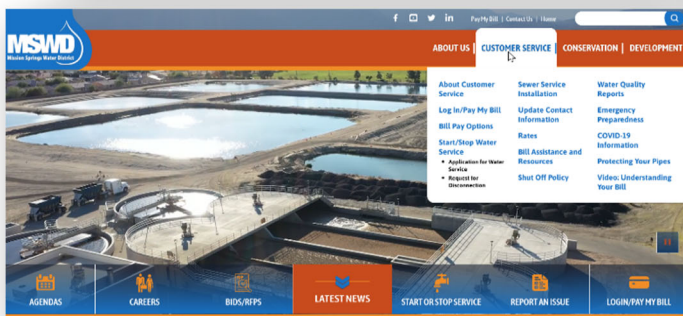 Pay My Bill | Contact Us | Home
MSWD
Mission Springs Water District
ABOUT US | CUSTOMER SERVICE | CONSERVATION | DEVELOPMENT
About Customer
Service
Log In/Pay My Bill
Bill Pay Options
Start/Stop Water
Service
• Application for Water
Service
• Request for
Disconnection
Sewer Service
Installation
Update Contact
Information
Rates
Bill Assistance and
Resources
Shut Off Policy
Water Quality
Reports
Emergency
Preparedness
COVID-19
Information
Protecting Your Pipes
Video: Understanding
Your Bill
AGENDAS
CAREERS
BIDS/RFPS
LATEST NEWS
START OR STOP SERVICE
REPORT AN ISSUE
LOGIN/PAY MY BILL